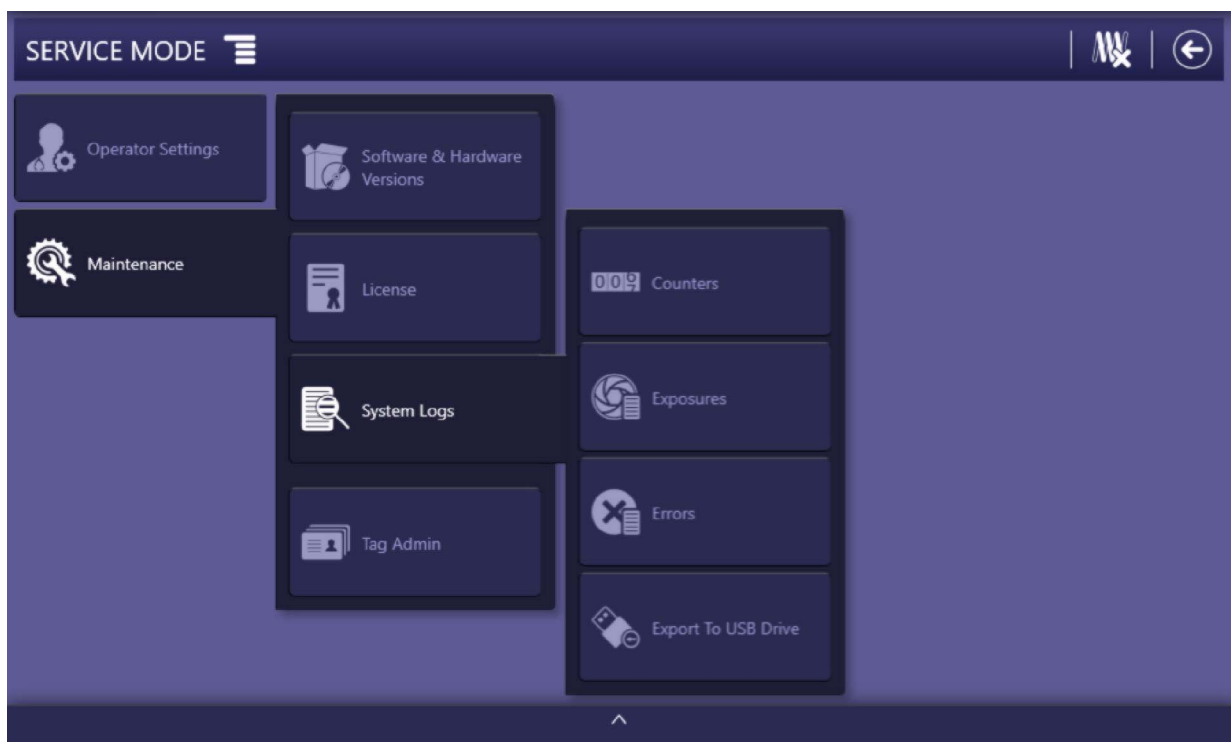 SERVICE MODE
Operator Settings
Maintenance
Software & Hardware
Versions
License
System Logs
Tag Admin
Counters
Exposures
Errors
Export To USB Drive